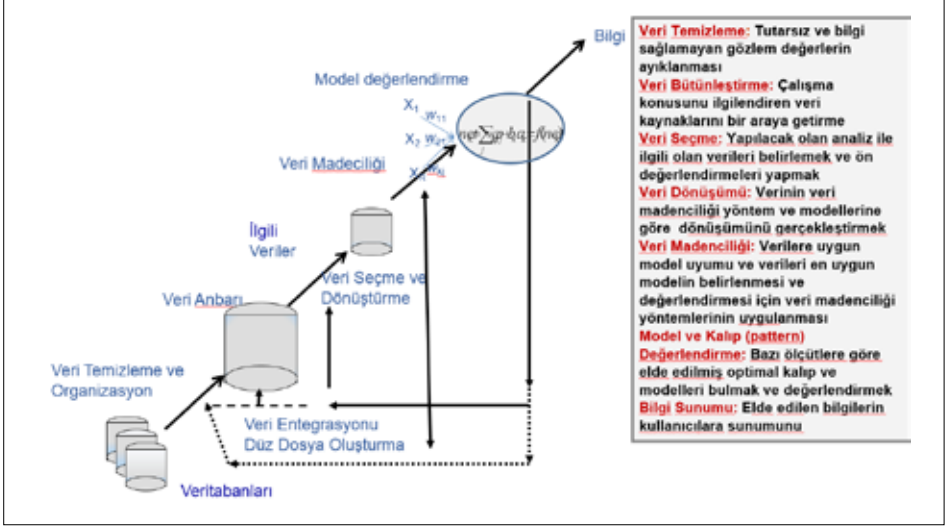 Bilgi
Model değerlendirme
X1 w11
X2
Veri Madeciliği
İlgili
Veriler
Veri Seçme ve
Dönüştürme
Veri Anbarı
Veri Temizleme ve
Organizasyon
Veri Entegrasyonu
Düz Dosya Oluşturma
Veritabanları
Veri Temizleme: Tutarsız ve bilgi
sağlamayan gözlem değerlerin
ayıklanması
Veri Bütünleştirme: Çalışma
konusunu ilgilendiren veri
kaynaklarını bir araya getirme
Veri Seçme: Yapılacak olan analiz ile
ilgili olan verileri belirlemek ve ön
değerlendirmeleri yapmak
Veri Dönüşümü: Verinin veri
madenciliği yöntem ve modellerine
göre dönüşümünü gerçekleştirmek
Veri Madenciliği: Verilere uygun
model uyumu ve verileri en uygun
modelin belirlenmesi ve
değerlendirmesi için veri madenciliği
yöntemlerinin uygulanması
Model ve Kalıp (pattern)
Değerlendirme: Bazı ölçütlere göre
elde edilmiş optimal kalıp ve
modelleri bulmak ve değerlendirmek
Bilgi Sunumu: Elde edilen bilgilerin
kullanıcılara sunumunu